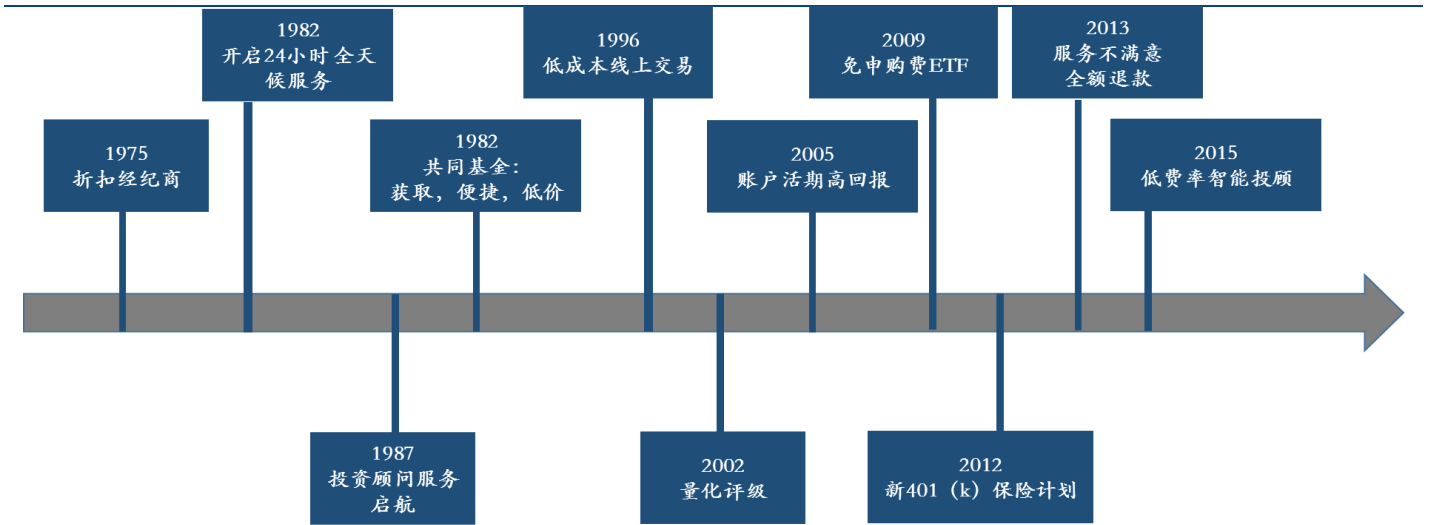 1975
折扣经纪商
1982
开启24小时全天
候服务
1987
投资顾问服务
启航
1982
共同基金:
获取，便捷，低价
1996
低成本线上交易
2002
量化评级
2005
账户活期高回报
2009
免申购费ETF
2012
新401（k）保险计划
2013
服务不满意
全额退款
2015
低费率智能投顾